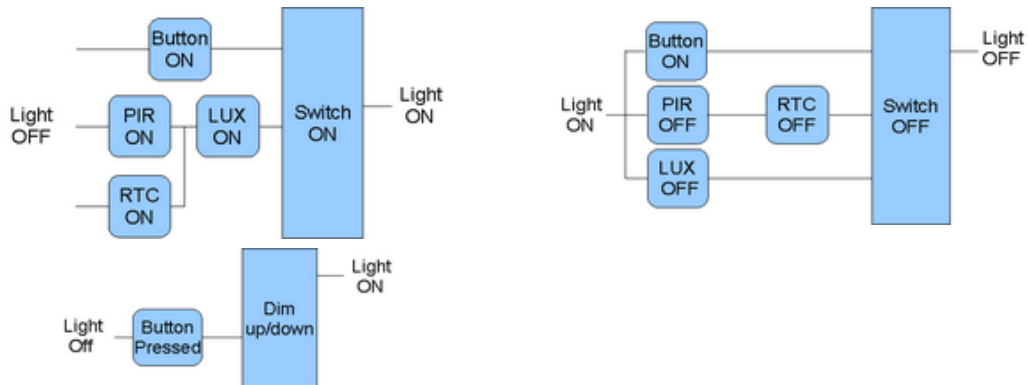 Button
ON
Light
OFF
PIR
ON
LUX
ON
RTC
ON
Switch
ON
Light
ON
Light
ON
Button
ON
PIR
OFF
RTC
OFF
LUX
OFF
Switch
OFF
Light
OFF
Light
Off
Button
Pressed
Dim
up/down
Light
ON